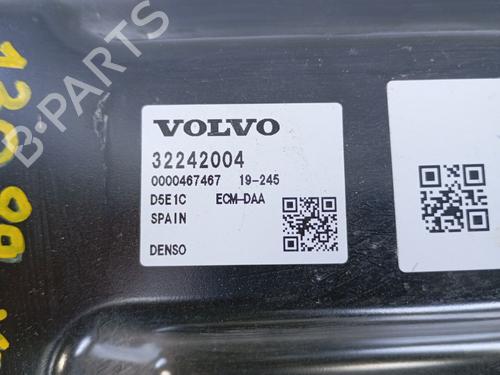 VOLVO
32242004
0000467467 19-245
D5E1C ECM-DAA
SPAIN
DENSO
B-PARTS